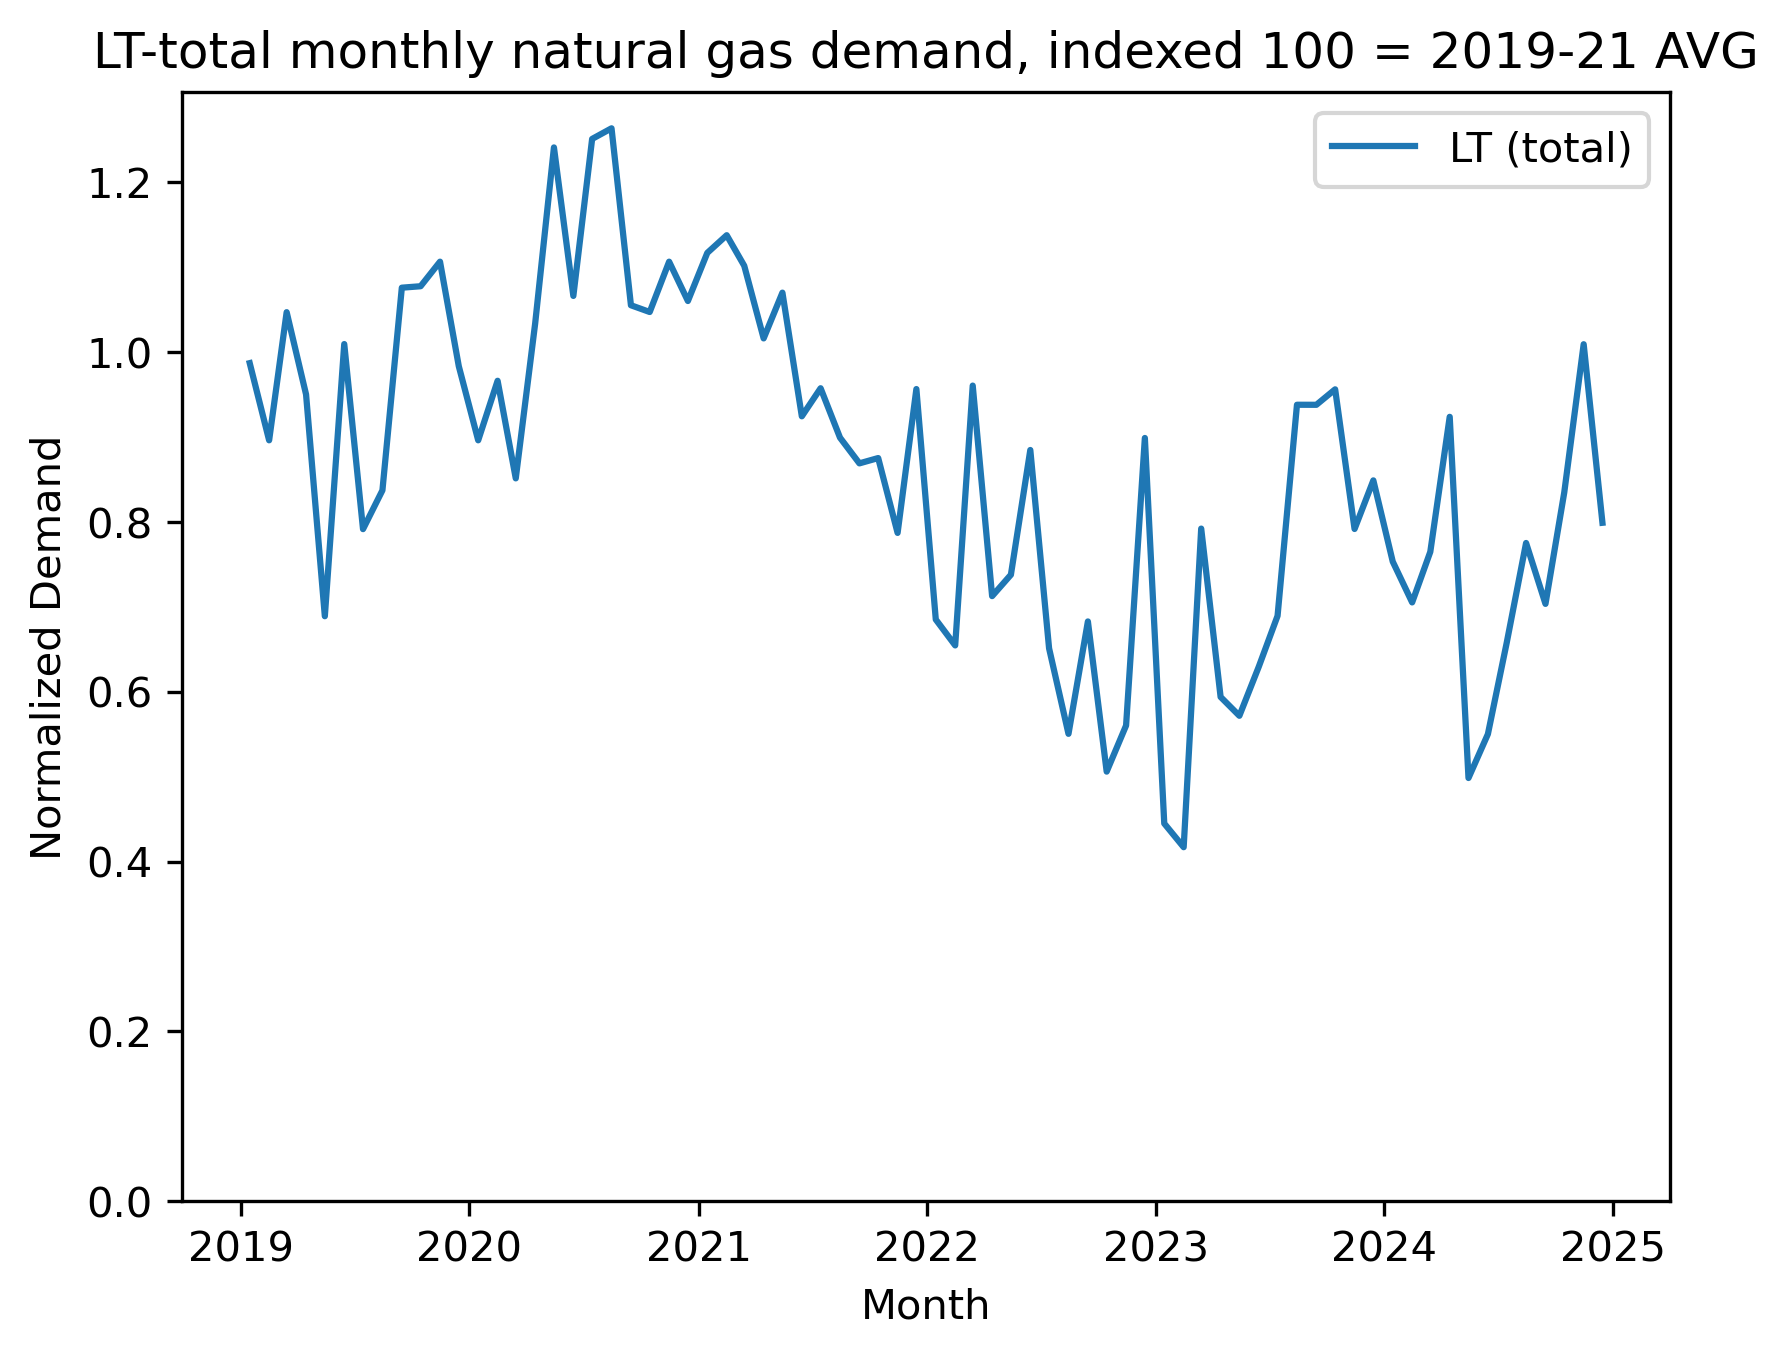 LT-total monthly natural gas demand, indexed 100 = 2019-21 AVG
LT (total)
Normalized Demand
1.2
1.0
0.8
0.6
0.4
0.2
0.0
2019 2020 2021 2022 2023 2024 2025
Month